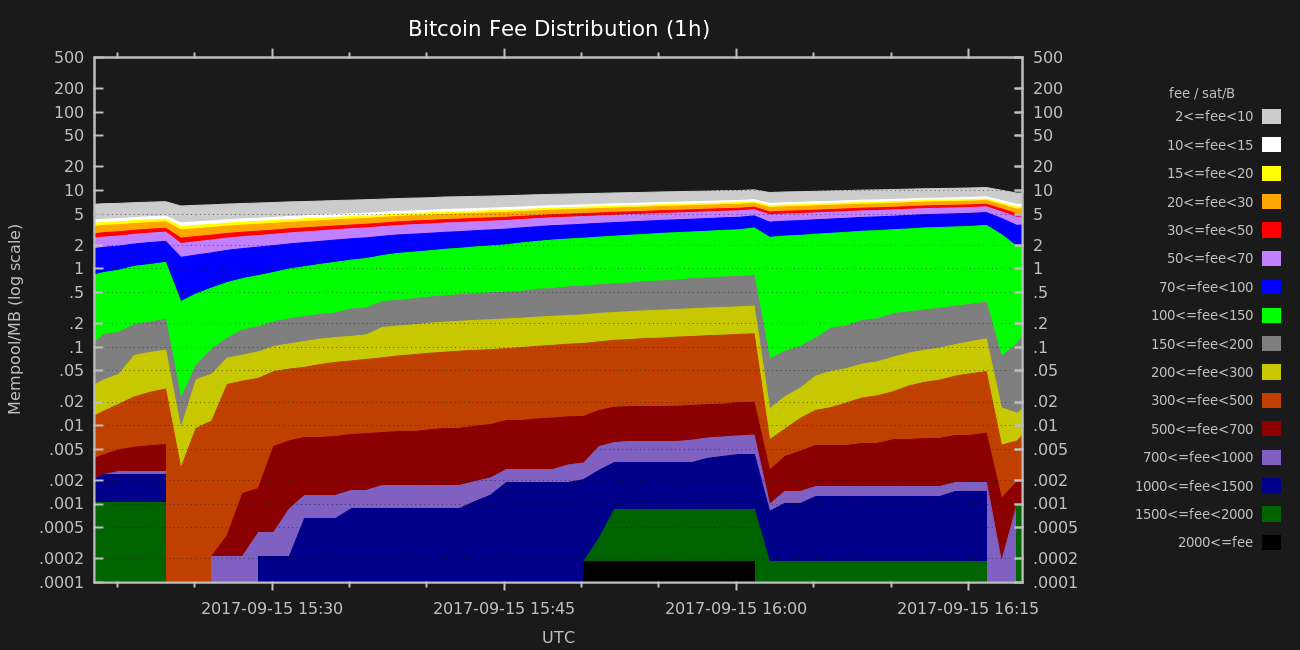 Bitcoin Fee Distribution (1h)
Mempool/MB (log scale)
500
200
100
50
20
10
5
2
1
.5
.2
.1
.05
.02
.01
.005
.002
.001
.0005
.0002
.0001
500
200
100
50
20
10
5
2
1
.5
.2
.1
.05
.02
.01
.005
.002
.001
.0005
.0002
.0001
2017-09-15 15:30
2017-09-15 15:45
2017-09-15 16:00
2017-09-15 16:15
UTC
fee / sat/B
2<=fee<10
10<=fee<15
15<=fee<20
20<=fee<30
30<=fee<50
50<=fee<70
70<=fee<100
100<=fee<150
150<=fee<200
200<=fee<300
300<=fee<500
500<=fee<700
700<=fee<1000
1000<=fee<1500
1500<=fee<2000
2000<=fee